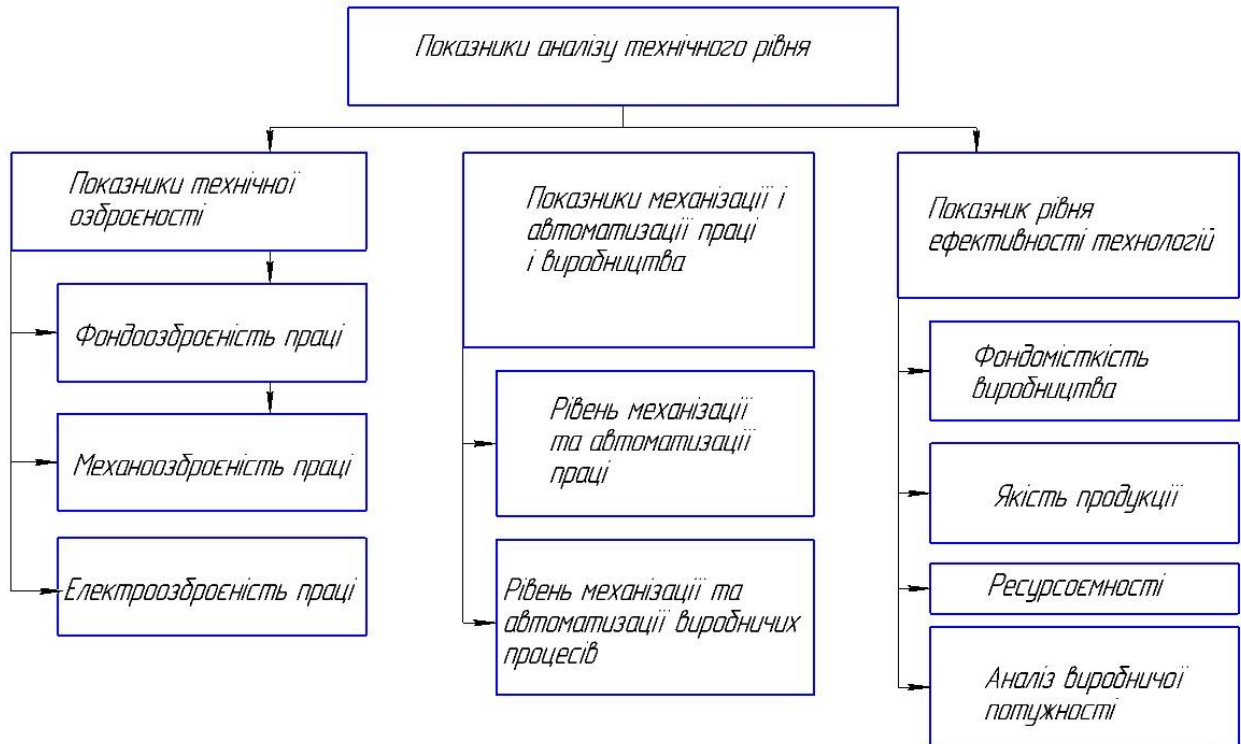 Показники аналізу технічного рівня
Показники технічної
озброєності
Фондоозброєність праці
Механоозброєність праці
Електроозброєність праці
Показники механізації і
автоматизації праці
і виробництва
Рівень механізації
та автоматизації
праці
Рівень механізації та
автоматизації виробничих
процесів
Показник рівня
ефективності технологій
Фондомісткість
виробництва
Якість продукції
Ресурсоємності
Аналіз виробничої
потужності